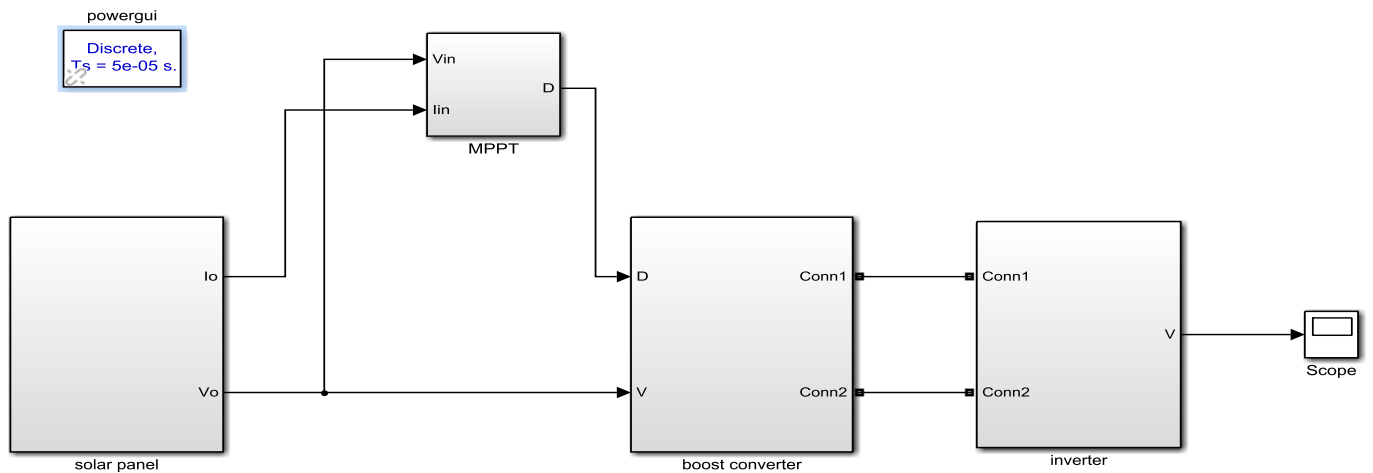 powergui
Discrete,
Ts = 5e-05 s.
Vin
D
Iin
MPPT
Io
D
Conn1
Conn1
V
Vo
V
Conn2
Conn2
Scope
solar panel
boost converter
inverter